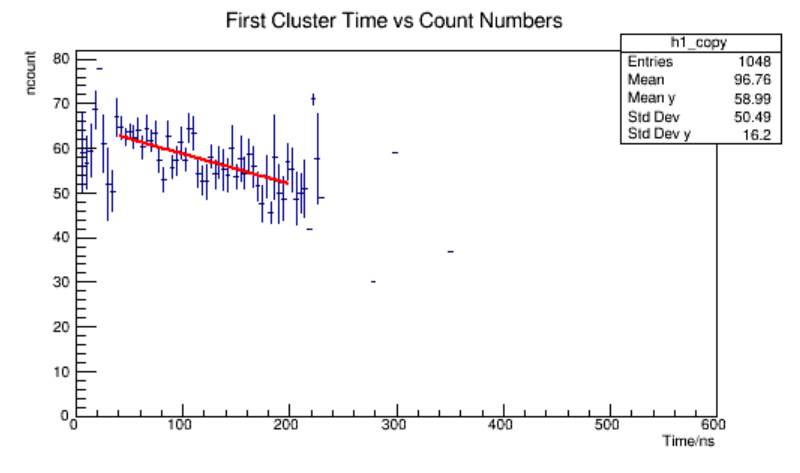 First Cluster Time vs Count Numbers
h1_copy
Entries 1048
Mean 96.76
Mean y 58.99
Std Dev 50.49
Std Dev y 16.2
ncount
80
70
60
50
40
30
20
10
0
0 100 200 300 400 500 600
Time/ns